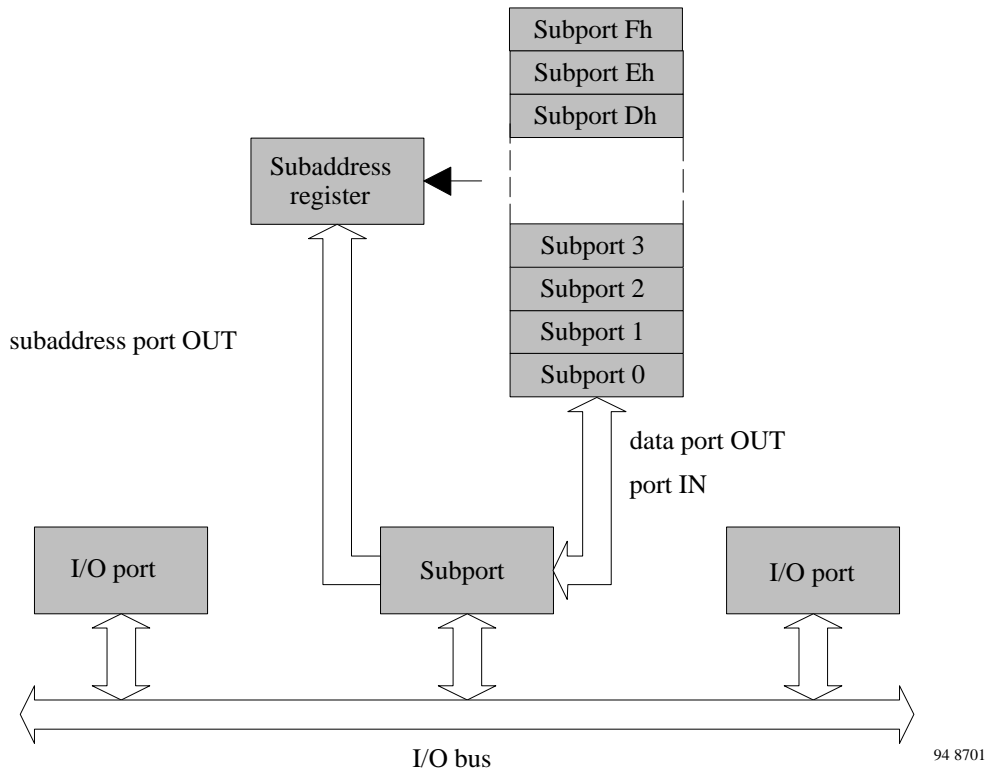 Subport Fh
Subport Eh
Subport Dh
Subaddress
register
Subport 3
Subport 2
Subport 1
Subport 0
subaddress port OUT
data port OUT
port IN
I/O port
Subport
I/O port
I/O bus
94 8701